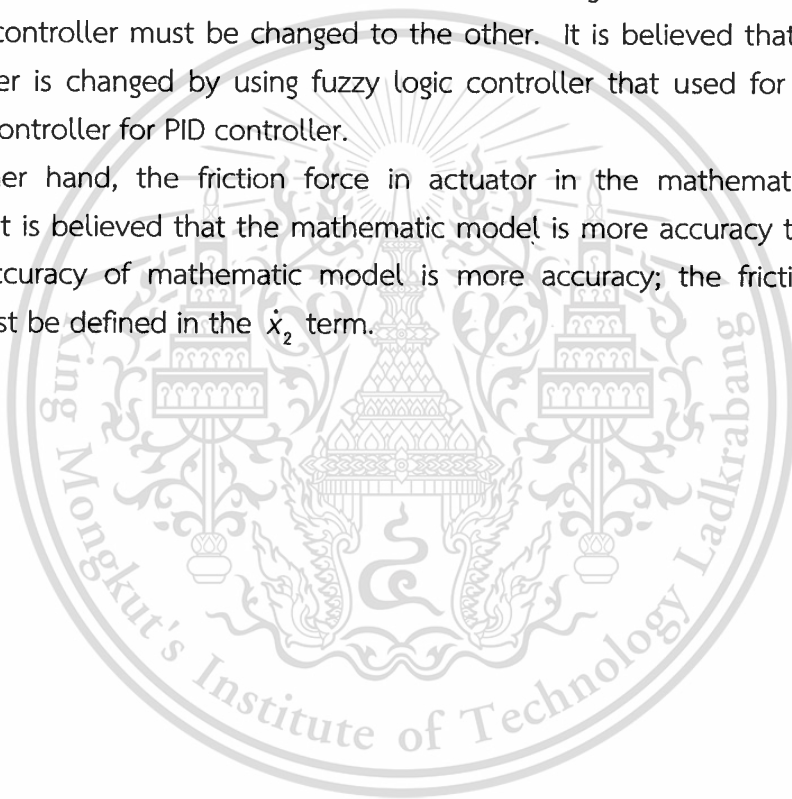 controller must be changed to the other. It is believed that
er is changed by using fuzzy logic controller that used for
ontroller for PID controller.
er hand, the friction force in actuator in the mathemat
t is believed that the mathematic model is more accuracy t
ccuracy of mathematic model is more accuracy; the fricti
st be defined in the ẋ₂ term.
King Mongkut's Institute of Technology Ladkrabang